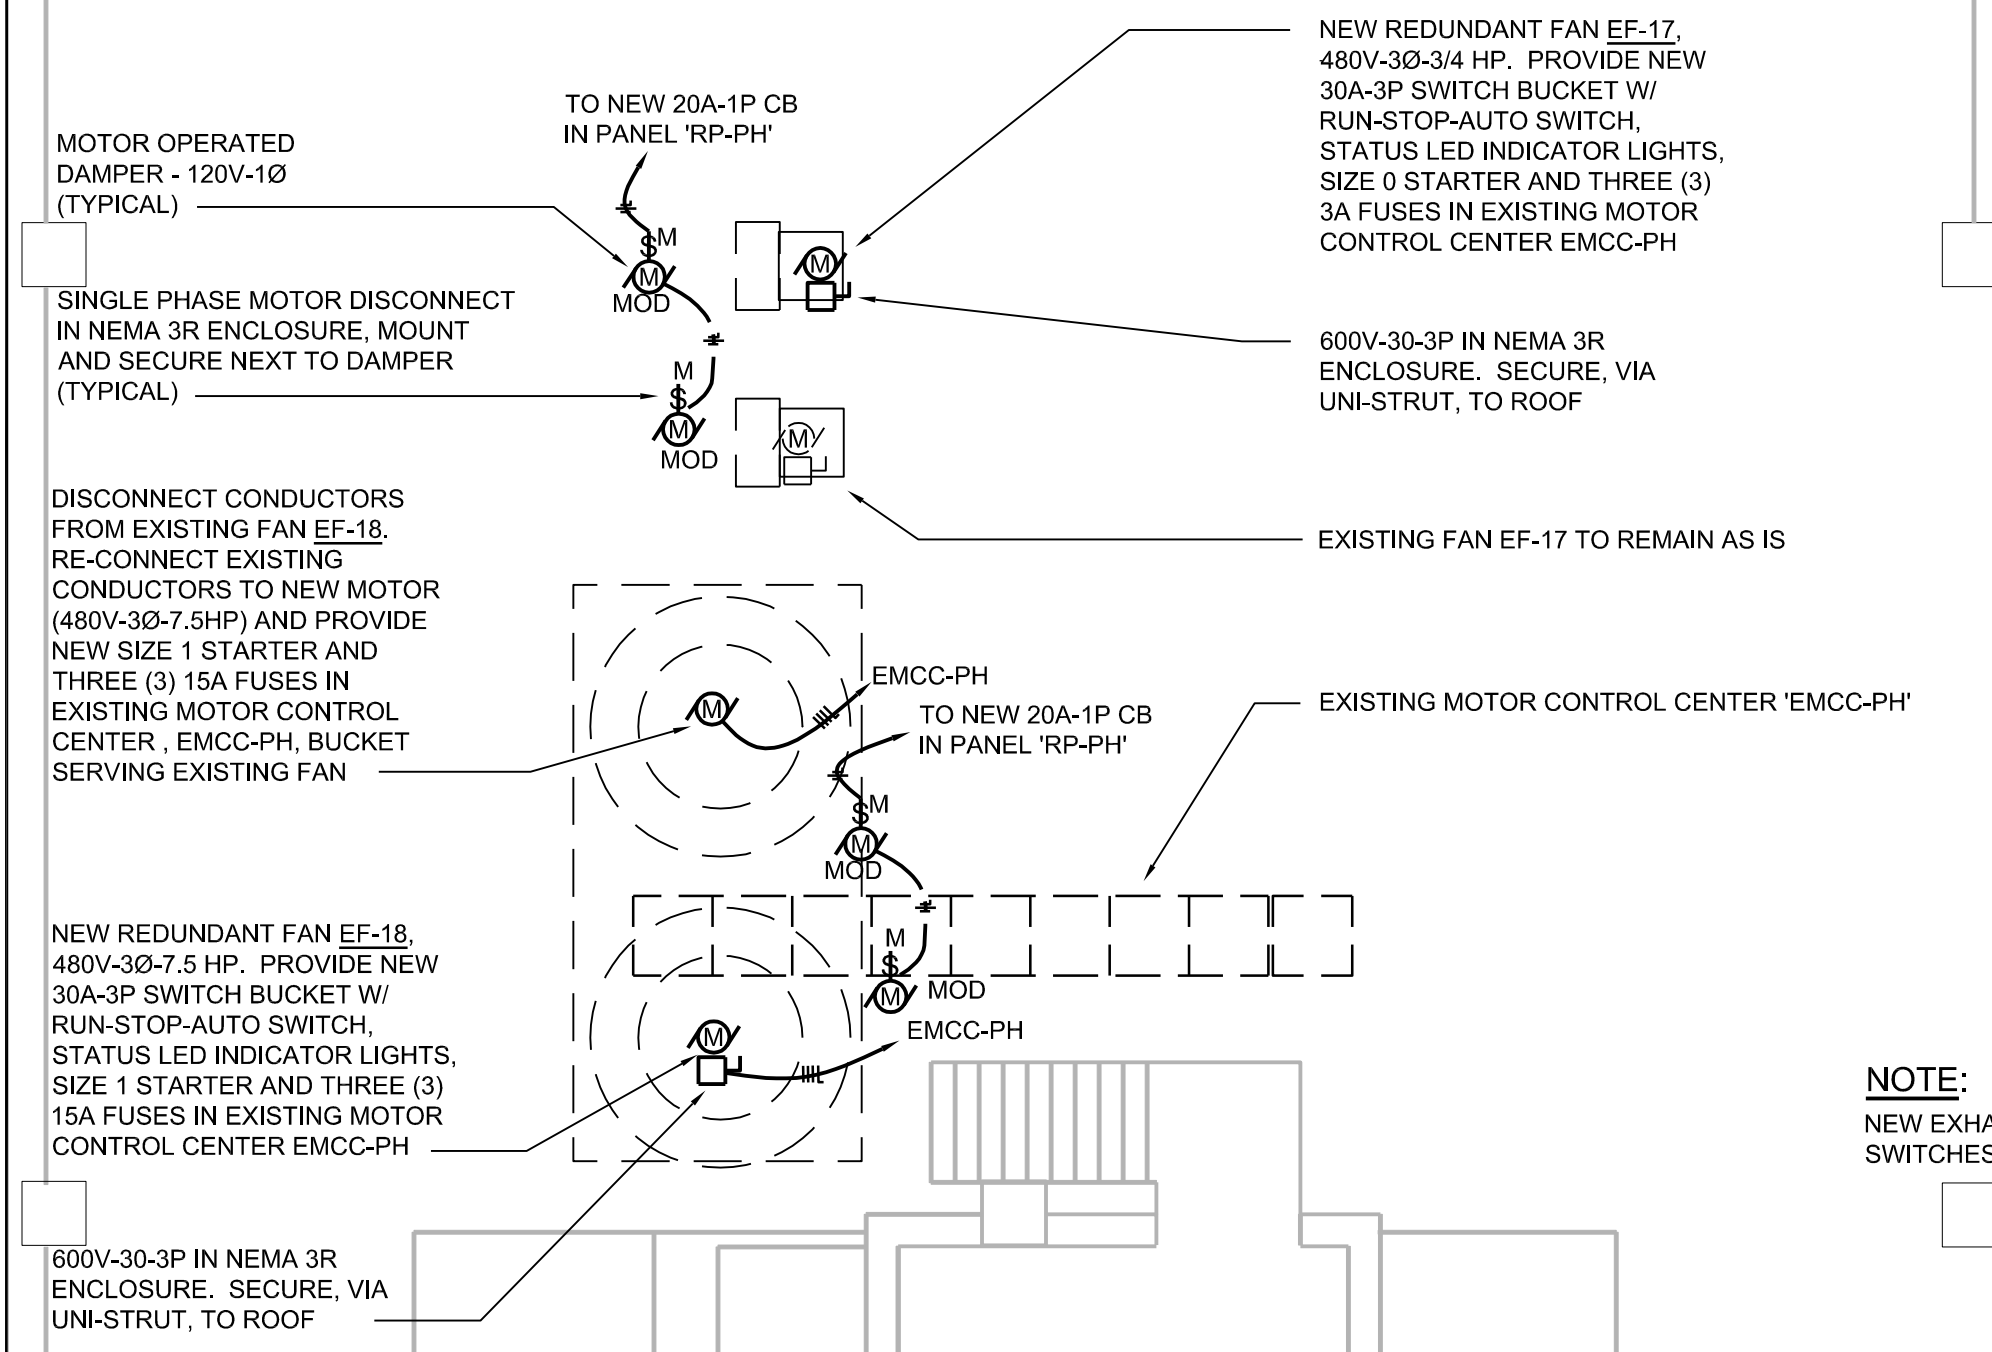 NEW REDUNDANT FAN EF-17,
480V-3Ø-3/4 HP. PROVIDE NEW
30A-3P SWITCH BUCKET W/
RUN-STOP-AUTO SWITCH,
STATUS LED INDICATOR LIGHTS,
SIZE 0 STARTER AND THREE (3)
3A FUSES IN EXISTING MOTOR
CONTROL CENTER EMCC-PH
TO NEW 20A-1P CB
IN PANEL 'RP-PH'
MOTOR OPERATED
DAMPER - 120V-1Ø
(TYPICAL)
$M
M
MOD
M
SINGLE PHASE MOTOR DISCONNECT
IN NEMA 3R ENCLOSURE, MOUNT
AND SECURE NEXT TO DAMPER
(TYPICAL)
M
$
M
MOD
M
600V-30-3P IN NEMA 3R
ENCLOSURE. SECURE, VIA
UNI-STRUT, TO ROOF
EXISTING FAN EF-17 TO REMAIN AS IS
DISCONNECT CONDUCTORS
FROM EXISTING FAN EF-18.
RE-CONNECT EXISTING
CONDUCTORS TO NEW MOTOR
(480V-3Ø-7.5HP) AND PROVIDE
NEW SIZE 1 STARTER AND
THREE (3) 15A FUSES IN
EXISTING MOTOR CONTROL
CENTER , EMCC-PH, BUCKET
SERVING EXISTING FAN
M
EMCC-PH
TO NEW 20A-1P CB
IN PANEL 'RP-PH'
EXISTING MOTOR CONTROL CENTER 'EMCC-PH'
$M
M
MOD
M
$
M
MOD
NEW REDUNDANT FAN EF-18,
480V-3Ø-7.5 HP. PROVIDE NEW
30A-3P SWITCH BUCKET W/
RUN-STOP-AUTO SWITCH,
STATUS LED INDICATOR LIGHTS,
SIZE 1 STARTER AND THREE (3)
15A FUSES IN EXISTING MOTOR
CONTROL CENTER EMCC-PH
M
EMCC-PH
600V-30-3P IN NEMA 3R
ENCLOSURE. SECURE, VIA
UNI-STRUT, TO ROOF
NOTE:
NEW EXHA
SWITCHES